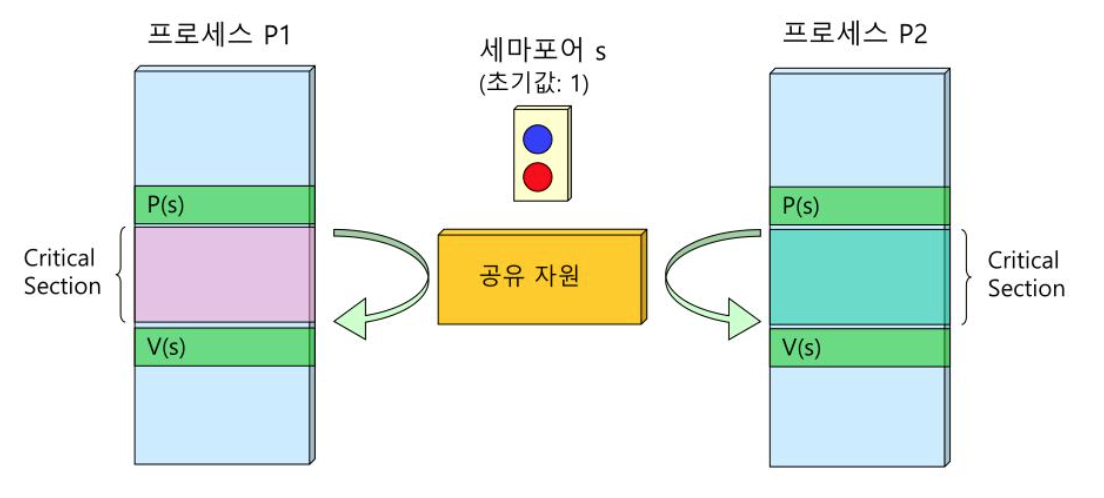 프로세스 P1
세마포어 s
(초기값: 1)
프로세스 P2
P(s)
P(s)
Critical
Section
공유 자원
Critical
Section
V(s)
V(s)